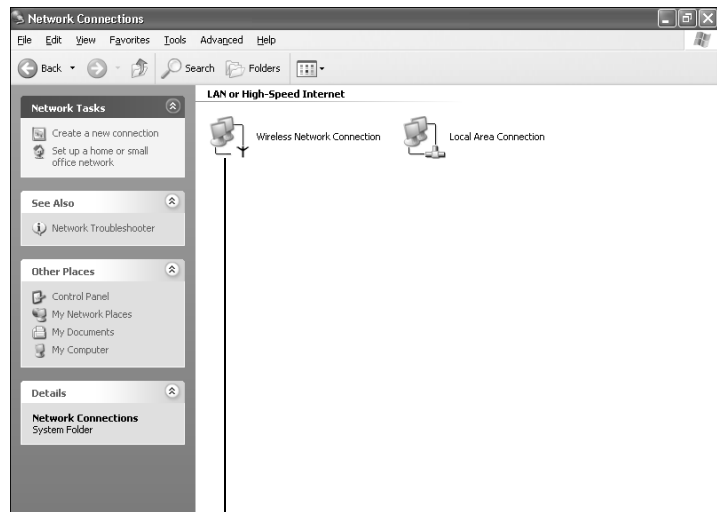 Network Connections
File Edit View Favorites Tools Advanced Help
Back Search Folders
Network Tasks
Create a new connection
Set up a home or small
office network
See Also
Network Troubleshooter
Other Places
Control Panel
My Network Places
My Documents
My Computer
Details
Network Connections
System Folder
LAN or High-Speed Internet
Wireless Network Connection
Local Area Connection